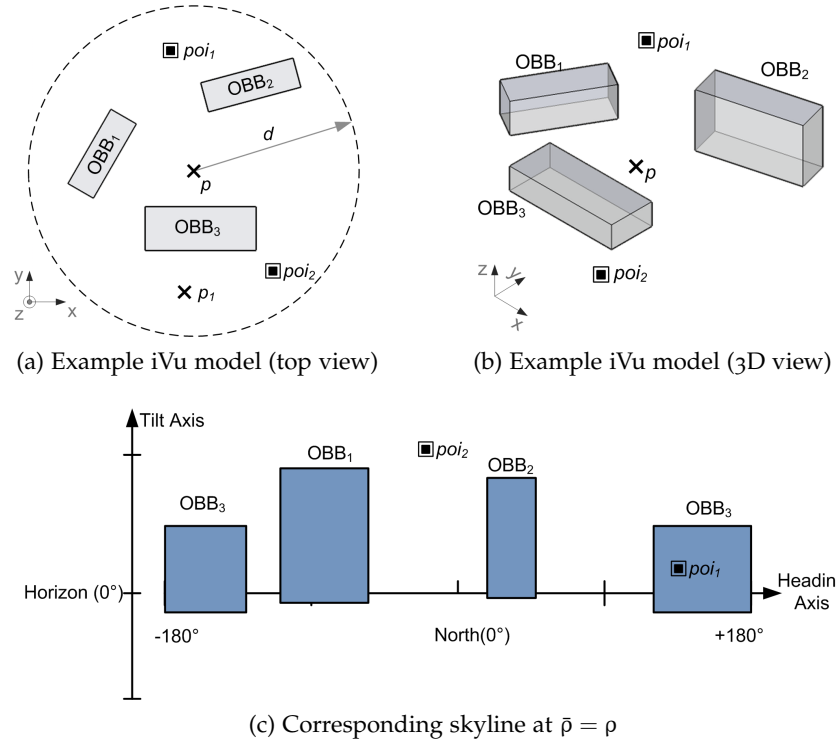 poi1
OBB2
OBB1
d
p
OBB3
poi2
p1
y
z
x
(a) Example iVu model (top view)
poi1
OBB1
OBB2
p
OBB3
poi2
z
y
x
(b) Example iVu model (3D view)
Tilt Axis
OBB1
poi2
OBB2
OBB3
OBB3
poi1
Horizon (0°)
Headin
Axis
-180°
North(0°)
+180°
(c) Corresponding skyline at ρ̄ = ρ